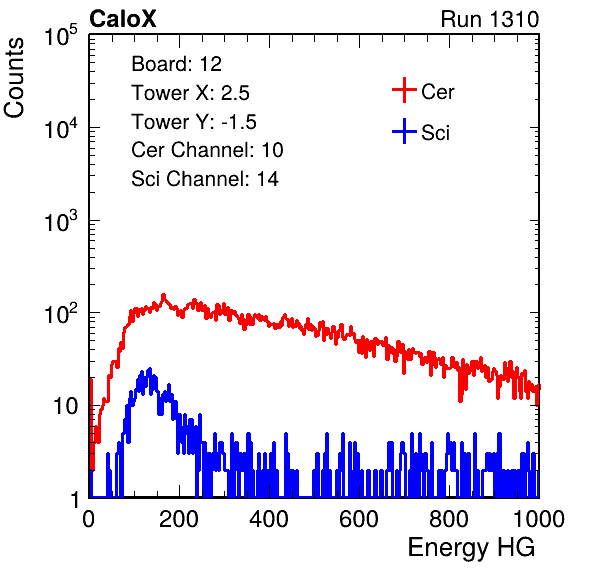 CaloX Run 1310
Counts
10^5
10^4
10^3
10^2
10
1
Board: 12
Tower X: 2.5
Tower Y: -1.5
Cer Channel: 10
Sci Channel: 14
Cer
Sci
0 200 400 600 800 1000
Energy HG